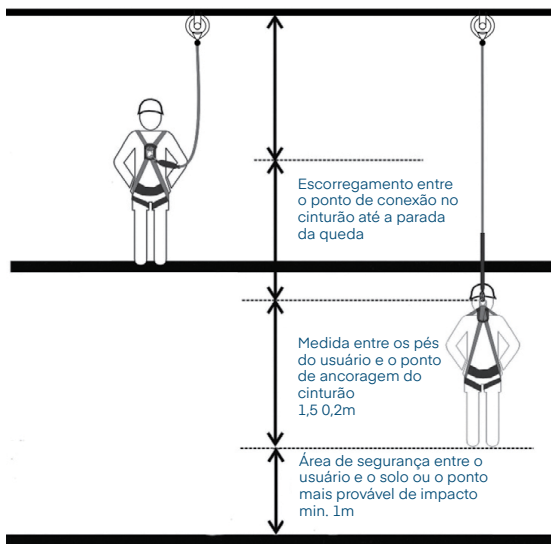 Escorregamento entre
o ponto de conexão no
cinturão até a parada
da queda
Medida entre os pés
do usuário e o ponto
de ancoragem do
cinturão
1,5 0,2m
Área de segurança entre o
usuário e o solo ou o ponto
mais provável de impacto
min. 1m